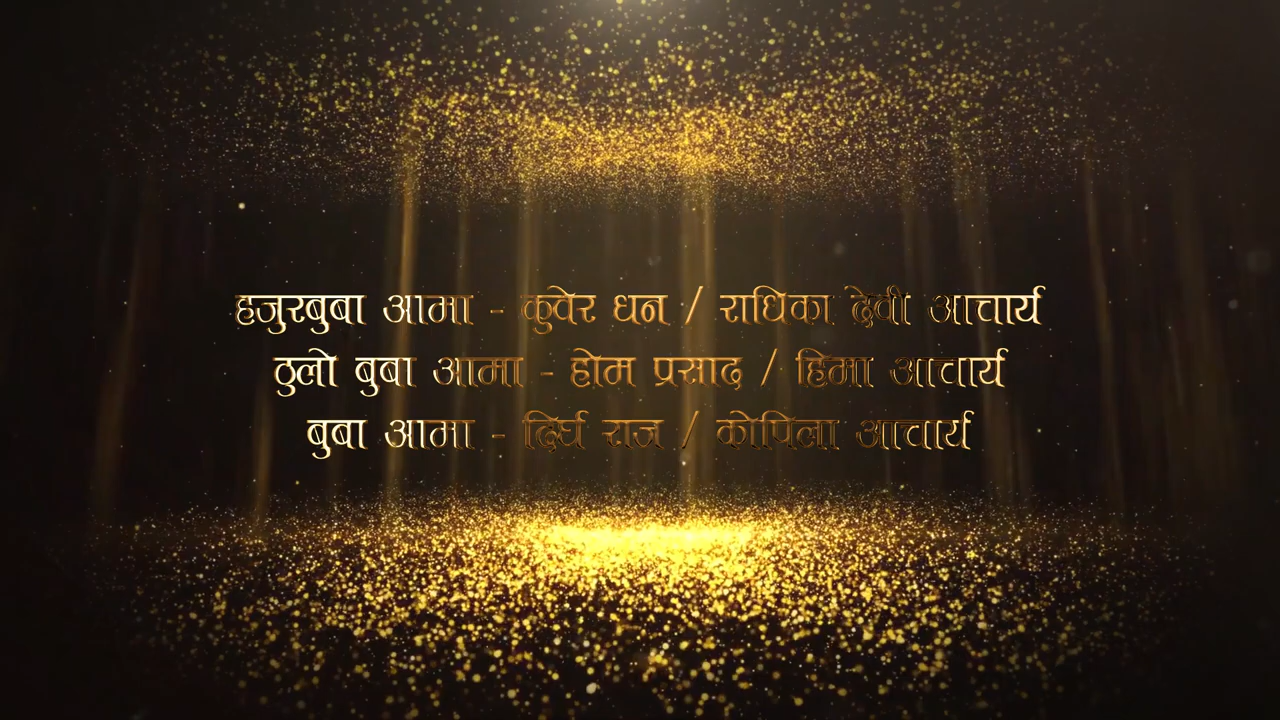 हजुरबुबा आमा - कुवेर धन / राधिका देवी आचार्य
ठुलो बुबा आमा - होम प्रसाद / हिमा आचार्य
बुबा आमा - दिर्घ राज / कोपिला आचार्य